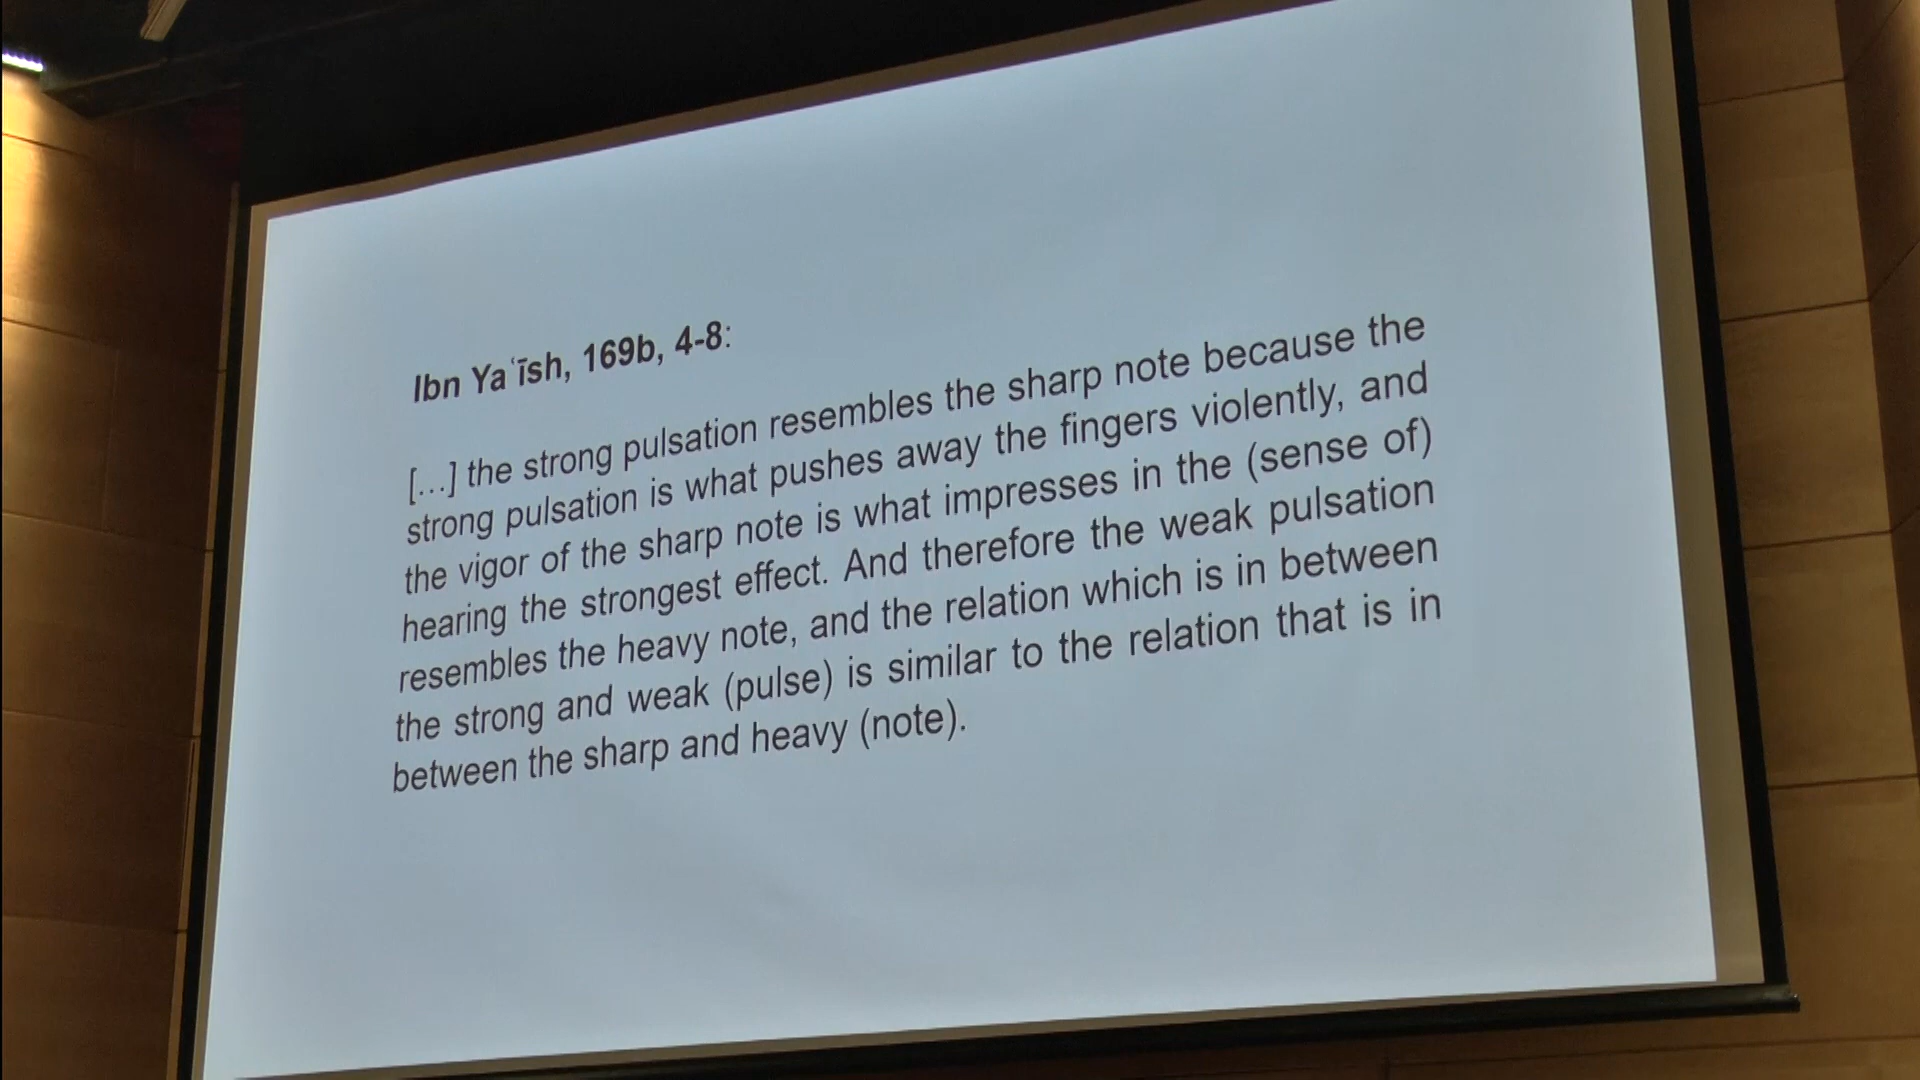 Ibn Yaʿīsh, 169b, 4-8:
[...] the strong pulsation resembles the sharp note because the
strong pulsation is what pushes away the fingers violently, and
the vigor of the sharp note is what impresses in the (sense of)
hearing the strongest effect. And therefore the weak pulsation
resembles the heavy note, and the relation which is in between
the strong and weak (pulse) is similar to the relation that is in
between the sharp and heavy (note).